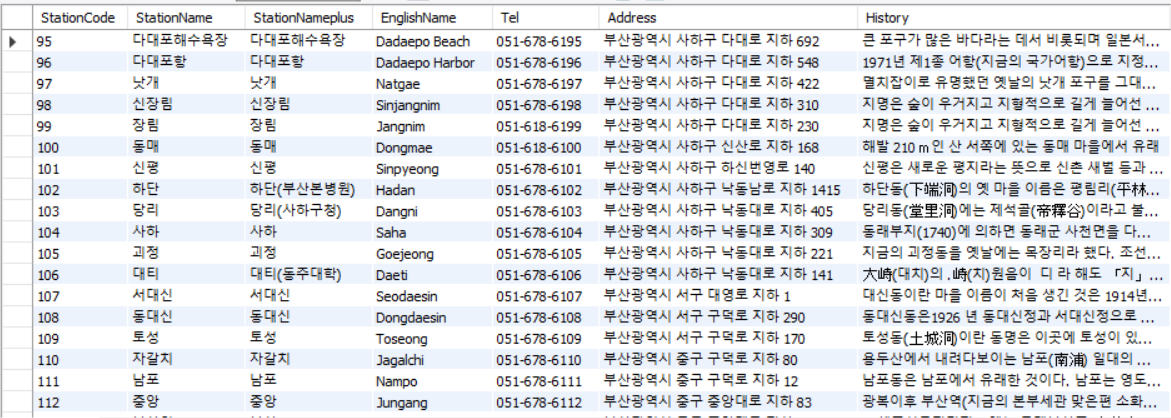 StationCode StationName StationNameplus EnglishName Tel Address History
95 다대포해수욕장 다대포해수욕장 Dadaepo Beach 051-678-6195 부산광역시 사하구 다대로 지하 692 큰 포구가 많은 바다라는 데서 비롯되며 일본서...
96 다대포항 다대포항 Dadaepo Harbor 051-678-6196 부산광역시 사하구 다대로 지하 548 1971년 제1종 어항(지금의 국가어항)으로 지정...
97 낫개 낫개 Natgae 051-678-6197 부산광역시 사하구 다대로 지하 422 멸치잡이로 유명했던 옛날의 낫개 포구를 그대...
98 신장림 신장림 Sinjangnim 051-678-6198 부산광역시 사하구 다대로 지하 310 지명은 숲이 우거지고 지형적으로 길게 늘어선 ...
99 장림 장림 Jangnim 051-618-6199 부산광역시 사하구 다대로 지하 230 지명은 숲이 우거지고 지형적으로 길게 늘어선 ...
100 동매 동매 Dongmae 051-618-6100 부산광역시 사하구 신산로 지하 168 해발 210 m 인 산 서쪽에 있는 동매 마을에서 유래
101 신평 신평 Sinpyeong 051-678-6101 부산광역시 사하구 하신번영로 140 신평은 새로운 평지라는 뜻으로 신촌 새벌 등과 ...
102 하단 하단(부산본병원) Hadan 051-678-6102 부산광역시 사하구 낙동남로 지하 1415 하단동(下端洞)의 옛 마을 이름은 평림리(平林...
103 당리 당리(사하구청) Dangni 051-678-6103 부산광역시 사하구 낙동대로 지하 405 당리동(堂里洞)에는 제석골(帝釋谷)이라고 불...
104 사하 사하 Saha 051-678-6104 부산광역시 사하구 낙동대로 지하 309 동래부지(1740)에 의하면 동래군 사천면을 다...
105 괴정 괴정 Goejeong 051-678-6105 부산광역시 사하구 낙동대로 지하 221 지금의 괴정동을 옛날에는 목장리라 했다. 조선...
106 대티 대티(동주대학) Daeti 051-678-6106 부산광역시 사하구 낙동대로 지하 141 大峙(대치)의 .峙(치)원음이 디 라 해도 「지」...
107 서대신 서대신 Seodaesin 051-678-6107 부산광역시 서구 대영로 지하 1 대신동이란 마을 이름이 처음 생긴 것은 1914년...
108 동대신 동대신 Dongdaesin 051-678-6108 부산광역시 서구 구덕로 지하 290 동대신동은1926 년 동대신정과 서대신정으로 ...
109 토성 토성 Toseong 051-678-6109 부산광역시 서구 구덕로 지하 170 토성동(土城洞)이란 동명은 이곳에 토성이 있...
110 자갈치 자갈치 Jagalchi 051-678-6110 부산광역시 중구 구덕로 지하 80 용두산에서 내려다보이는 남포(南浦) 일대의 ...
111 남포 남포 Nampo 051-678-6111 부산광역시 중구 구덕로 지하 12 남포동은 남포에서 유래한 것이다. 남포는 영도...
112 중앙 중앙 Jungang 051-678-6112 부산광역시 중구 중앙대로 지하 83 광복이후 부산역(지금의 본부세관 맞은편 소화...